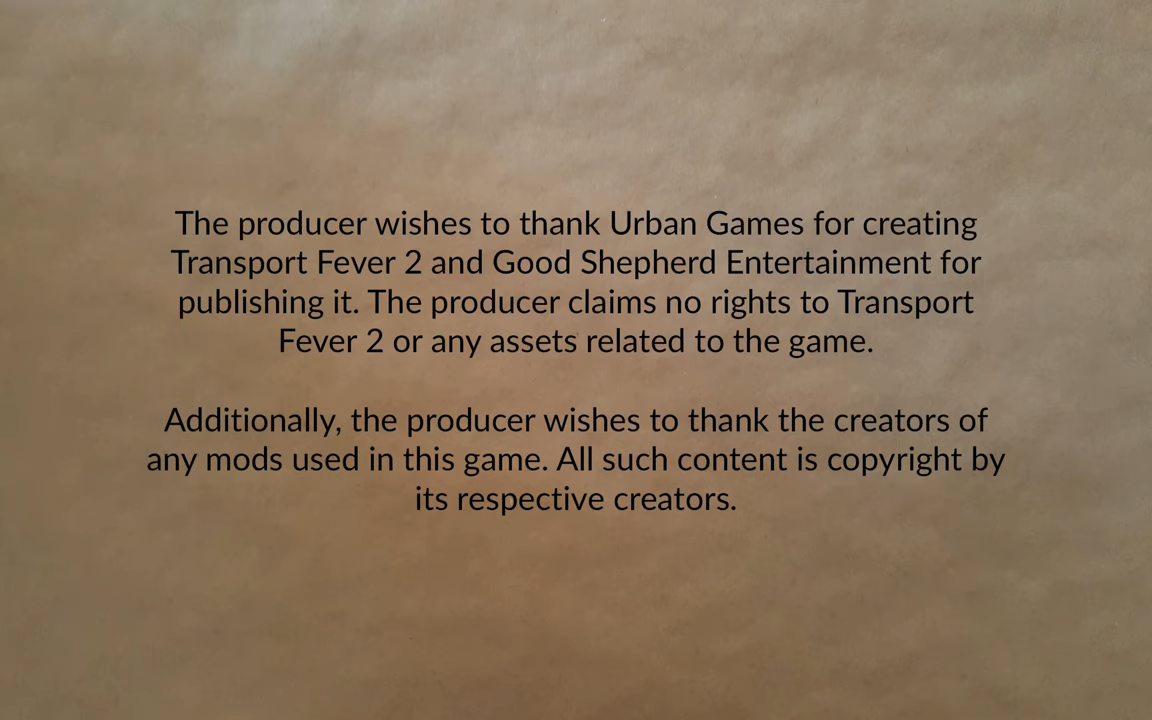 The producer wishes to thank Urban Games for creating
Transport Fever 2 and Good Shepherd Entertainment for
publishing it. The producer claims no rights to Transport
Fever 2 or any assets related to the game.
Additionally, the producer wishes to thank the creators of
any mods used in this game. All such content is copyright by
its respective creators.